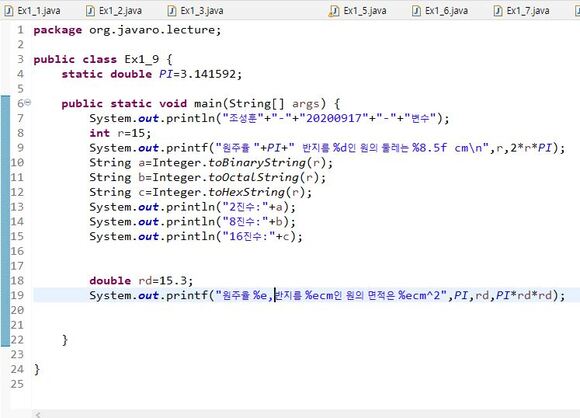 Ex1_1.java Ex1_2.java Ex1_3.java Ex1_5.java Ex1_6.java Ex1_7.java
1 package org.javaro.lecture;
2
3 public class Ex1_9 {
4 static double PI=3.141592;
5
6 public static void main(String[] args) {
7 System.out.println("조성훈"+"-"+"20200917"+"-"+"변수");
8 int r=15;
9 System.out.printf("원주율 "+PI+" 반지름 %d인 원의 둘레는 %8.5f cm\n",r,2*r*PI);
10 String a=Integer.toBinaryString(r);
11 String b=Integer.toOctalString(r);
12 String c=Integer.toHexString(r);
13 System.out.println("2진수:"+a);
14 System.out.println("8진수:"+b);
15 System.out.println("16진수:"+c);
16
17
18 double rd=15.3;
19 System.out.printf("원주율 %e,반지름 %ecm인 원의 면적은 %ecm^2",PI,rd,PI*rd*rd);
20
21
22 }
23
24 }
25